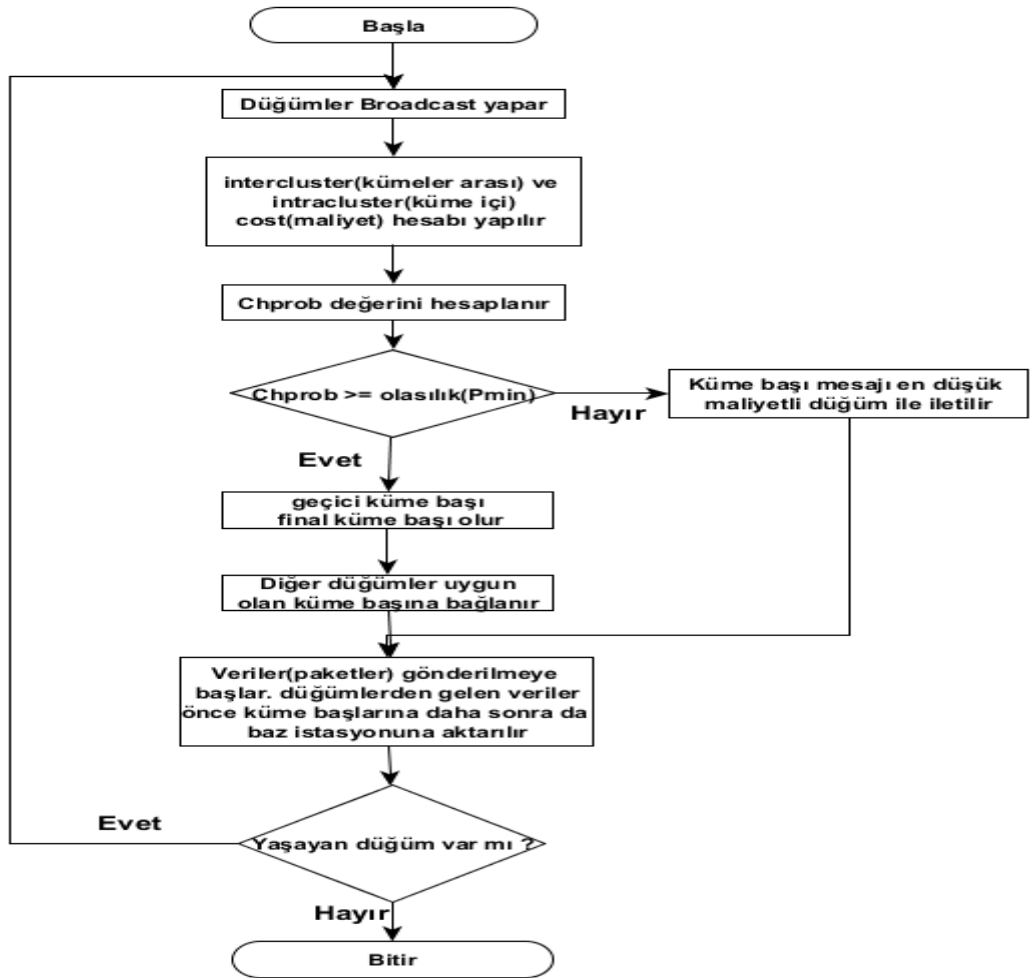 Başla
Düğümler Broadcast yapar
intercluster(kümeler arası) ve
intracluster(küme içi)
cost(maliyet) hesabı yapılır
Chprob değerini hesaplanır
Chprob >= olasılık(Pmin)
Hayır
Küme başı mesajı en düşük
maliyetli düğüm ile iletilir
Evet
geçici küme başı
final küme başı olur
Diğer düğümler uygun
olan küme başına bağlanır
Veriler(paketler) gönderilmeye
başlar. düğümlerden gelen veriler
önce küme başlarına daha sonra da
baz istasyonuna aktarılır
Evet
Yaşayan düğüm var mı ?
Hayır
Bitir